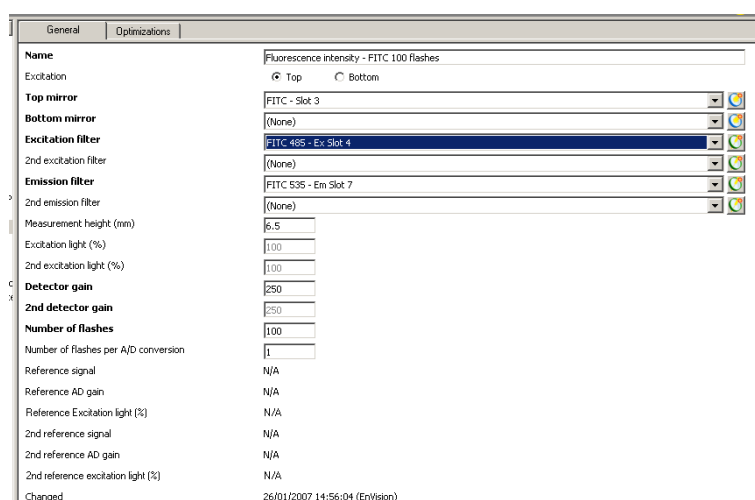 General Optimizations
Name Fluorescence intensity - FITC 100 flashes
Excitation Top Bottom
Top mirror FITC - Slot 3
Bottom mirror (None)
Excitation filter FITC 485 - Ex Slot 4
2nd excitation filter (None)
Emission filter FITC 535 - Em Slot 7
2nd emission filter (None)
Measurement height (mm) 6.5
Excitation light (%) 100
2nd excitation light (%) 100
Detector gain 250
2nd detector gain 250
Number of flashes 100
Number of flashes per A/D conversion 1
Reference signal N/A
Reference AD gain N/A
Reference Excitation light (%) N/A
2nd reference signal N/A
2nd reference AD gain N/A
2nd reference excitation light (%) N/A
Changed 26/01/2007 14:56:04 (EnVision)